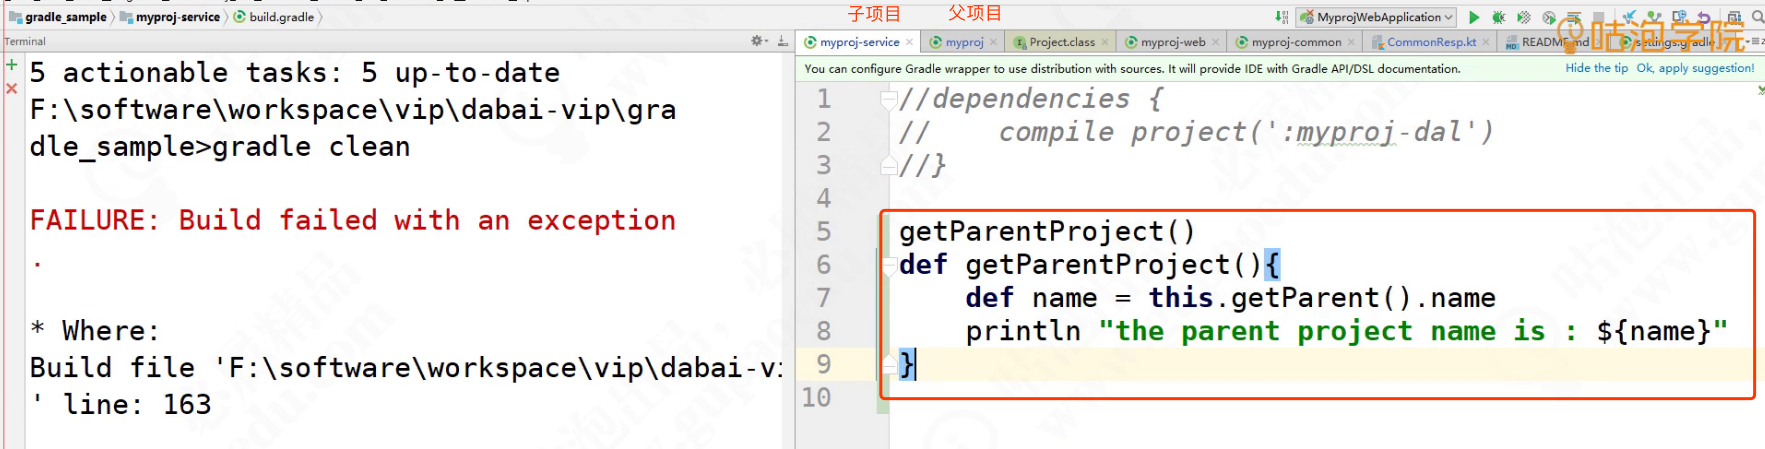 gradle_sample
myproj-service
build.gradle
子项目
父项目
MyprojWebApplication
咕泡学院
Terminal
myproj-service
myproj
Project.class
myproj-web
myproj-common
CommonResp.kt
README.md
settings.gradle
You can configure Gradle wrapper to use distribution with sources. It will provide IDE with Gradle API/DSL documentation.
Hide the tip
Ok, apply suggestion!
5 actionable tasks: 5 up-to-date
F:\software\workspace\vip\dabai-vip\gra
dle_sample>gradle clean
FAILURE: Build failed with an exception
.
* Where:
Build file 'F:\software\workspace\vip\dabai-vi
' line: 163
1 //dependencies {
2 //    compile project(':myproj-dal')
3 //}
4
5 getParentProject()
6 def getParentProject(){
7     def name = this.getParent().name
8     println "the parent project name is : ${name}"
9 }
10